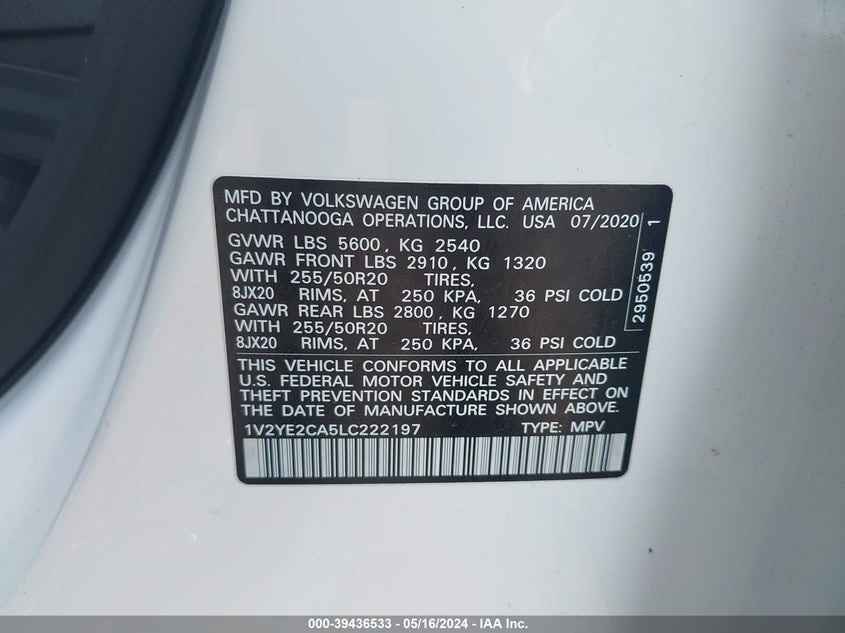 MFD BY VOLKSWAGEN GROUP OF AMERICA
CHATTANOOGA OPERATIONS, LLC. USA 07/2020
GVWR LBS 5600, KG 2540
GAWR FRONT LBS 2910, KG 1320
WITH 255/50R20 TIRES,
8JX20 RIMS, AT 250 KPA, 36 PSI COLD
GAWR REAR LBS 2800, KG 1270
WITH 255/50R20 TIRES,
8JX20 RIMS, AT 250 KPA, 36 PSI COLD
THIS VEHICLE CONFORMS TO ALL APPLICABLE
U.S. FEDERAL MOTOR VEHICLE SAFETY AND
THEFT PREVENTION STANDARDS IN EFFECT ON
THE DATE OF MANUFACTURE SHOWN ABOVE.
1V2YE2CA5LC222197 TYPE: MPV
2950539 1
000-39436533 - 05/16/2024 - IAA Inc.